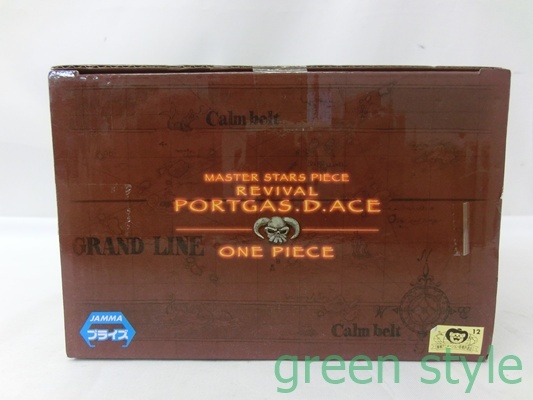 Calm belt
MASTER STARS PIECE
REVIVAL
PORTGAS.D.ACE
GRAND LINE
ONE PIECE
JAMMA
プライズ
Calm belt
12
green style